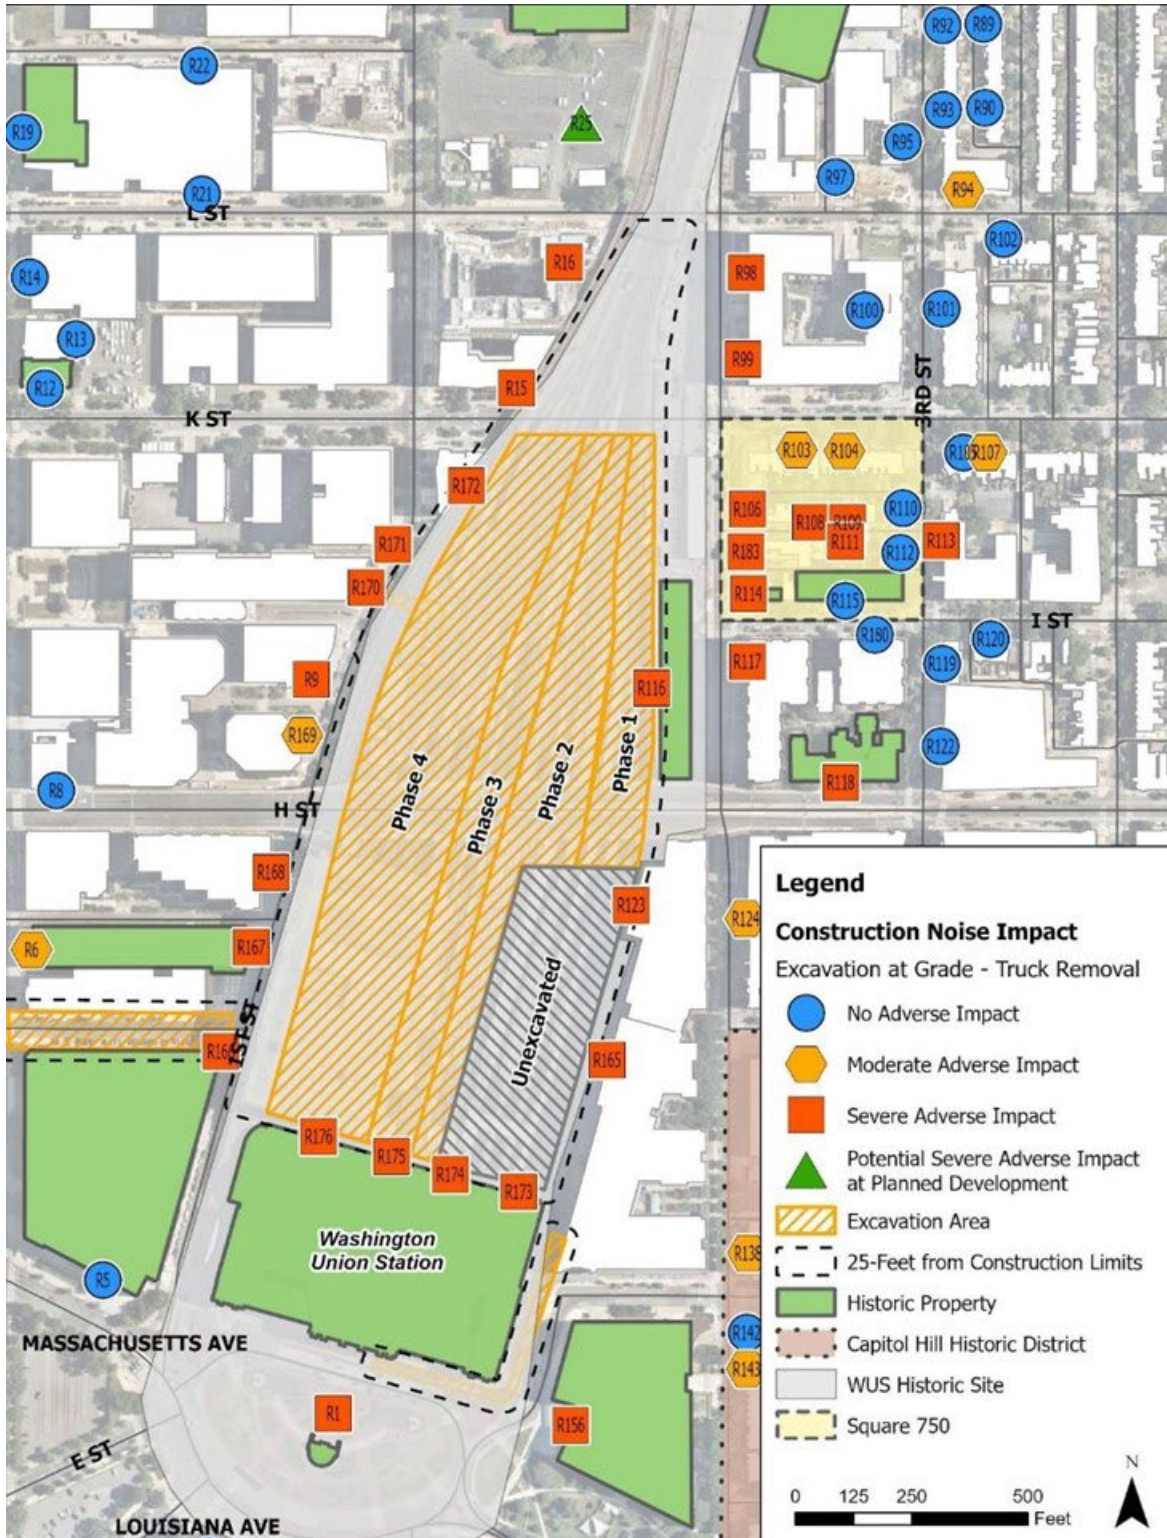 R92
R89
R22
R93
R90
R25
R19
R95
R97
R94
R21
L ST
R102
R16
R98
R14
R100
R101
R13
R99
R15
R12
3RD ST
K ST
R103
R104
R107
R172
R106
R110
R108
R109
R171
R111
R113
R183
R112
R170
R114
R115
I ST
R180
R120
R117
R119
R9
R116
R169
R122
Phase 1
Phase 2
Phase 4
Phase 3
R118
R8
H ST
R168
R123
R124
R6
R167
Unexcavated
1ST ST
R165
R176
R175
R174
R173
Washington
Union Station
R138
R5
R142
MASSACHUSETTS AVE
R143
R1
R156
E ST
LOUISIANA AVE
Legend
Construction Noise Impact
Excavation at Grade - Truck Removal
No Adverse Impact
Moderate Adverse Impact
Severe Adverse Impact
Potential Severe Adverse Impact
at Planned Development
Excavation Area
25-Feet from Construction Limits
Historic Property
Capitol Hill Historic District
WUS Historic Site
Square 750
N
0 125 250 500
Feet